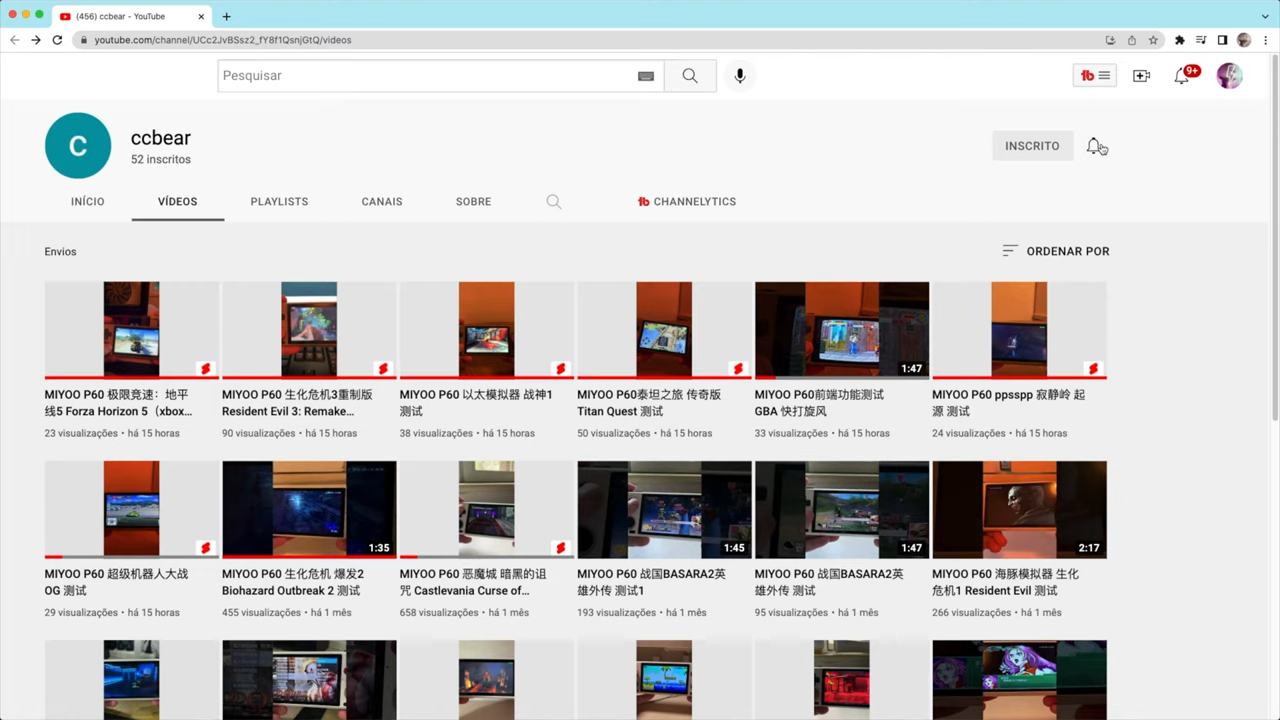 (456) ccbear - YouTube
youtube.com/channel/UCc2JvBSsz2_fY8f1QsnjGtQ/videos
Pesquisar
9+
C
ccbear
52 inscritos
INSCRITO
INÍCIO
VÍDEOS
PLAYLISTS
CANAIS
SOBRE
CHANNELYTICS
Envios
ORDENAR POR
1:47
MIYOO P60 极限竞速：地平
线5 Forza Horizon 5（xbox...
23 visualizações • há 15 horas
MIYOO P60 生化危机3重制版
Resident Evil 3: Remake...
90 visualizações • há 15 horas
MIYOO P60 以太模拟器 战神1
测试
38 visualizações • há 15 horas
MIYOO P60泰坦之旅 传奇版
Titan Quest 测试
50 visualizações • há 15 horas
MIYOO P60前端功能测试
GBA 快打旋风
33 visualizações • há 15 horas
MIYOO P60 ppsspp 寂静岭 起
源 测试
24 visualizações • há 15 horas
1:35
1:45
1:47
2:17
MIYOO P60 超级机器人大战
OG 测试
29 visualizações • há 15 horas
MIYOO P60 生化危机 爆发2
Biohazard Outbreak 2 测试
455 visualizações • há 1 mês
MIYOO P60 恶魔城 暗黑的诅
咒 Castlevania Curse of...
658 visualizações • há 1 mês
MIYOO P60 战国BASARA2英
雄外传 测试1
193 visualizações • há 1 mês
MIYOO P60 战国BASARA2英
雄外传 测试
95 visualizações • há 1 mês
MIYOO P60 海豚模拟器 生化
危机1 Resident Evil 测试
266 visualizações • há 1 mês